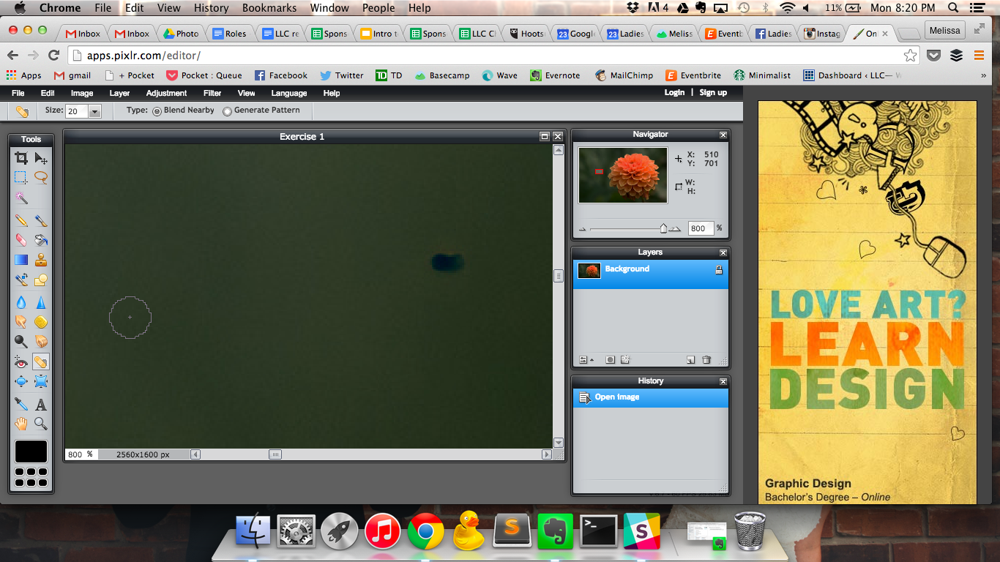 Chrome File Edit View History Bookmarks Window People Help 4 11% Mon 8:20 PM
Inbox Inbox Photo Roles LLC re Spons Intro t Spons LLC Cl Hoots 23 Googl 23 Ladies Meliss Eventb Ladies Instag Onl Melissa
apps.pixlr.com/editor/
Apps gmail + Pocket Pocket : Queue Facebook Twitter TD Basecamp Wave Evernote MailChimp Eventbrite Minimalist Dashboard ‹ LLC— W »
File Edit Image Layer Adjustment Filter View Language Help Login | Sign up
Size: 20 Type: Blend Nearby Generate Pattern
Tools
Exercise 1
Navigator
X: 510
Y: 701
W:
H:
800 %
Layers
Background
History
Open image
800 % 2560x1600 px
LOVE ART?
LEARN
DESIGN
Graphic Design
Bachelor's Degree – Online